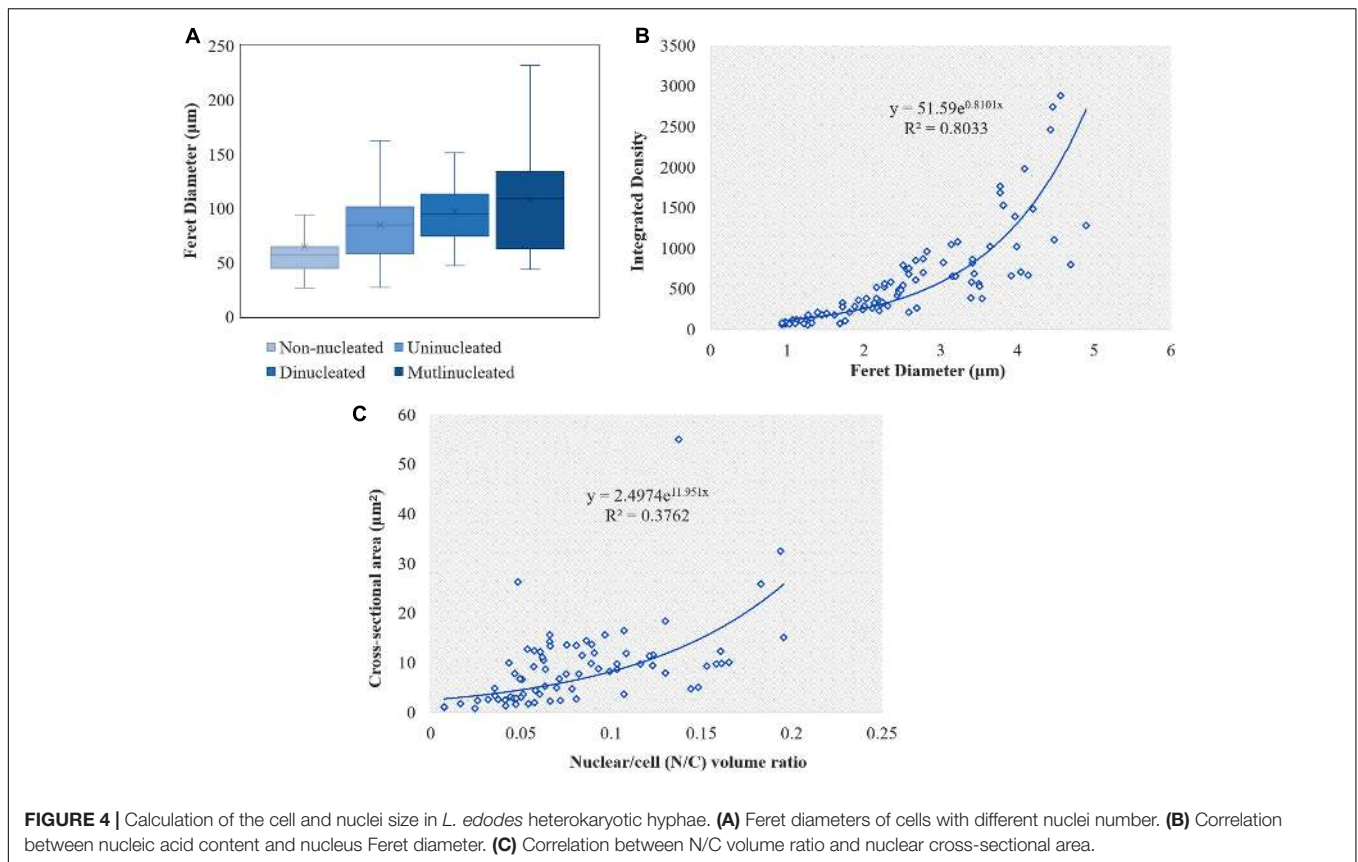 A
250
200
150
100
50
0
Feret Diameter (µm)
Non-nucleated
Uninucleated
Dinucleated
Mutlinucleated
B
3500
3000
2500
2000
1500
1000
500
0
Integrated Density
y = 51.59e^0.8101x
R² = 0.8033
0 1 2 3 4 5 6
Feret Diameter (µm)
C
60
50
40
30
20
10
0
Cross-sectional area (µm²)
y = 2.4974e^11.951x
R² = 0.3762
0 0.05 0.1 0.15 0.2 0.25
Nuclear/cell (N/C) volume ratio
FIGURE 4 | Calculation of the cell and nuclei size in L. edodes heterokaryotic hyphae. (A) Feret diameters of cells with different nuclei number. (B) Correlation
between nucleic acid content and nucleus Feret diameter. (C) Correlation between N/C volume ratio and nuclear cross-sectional area.